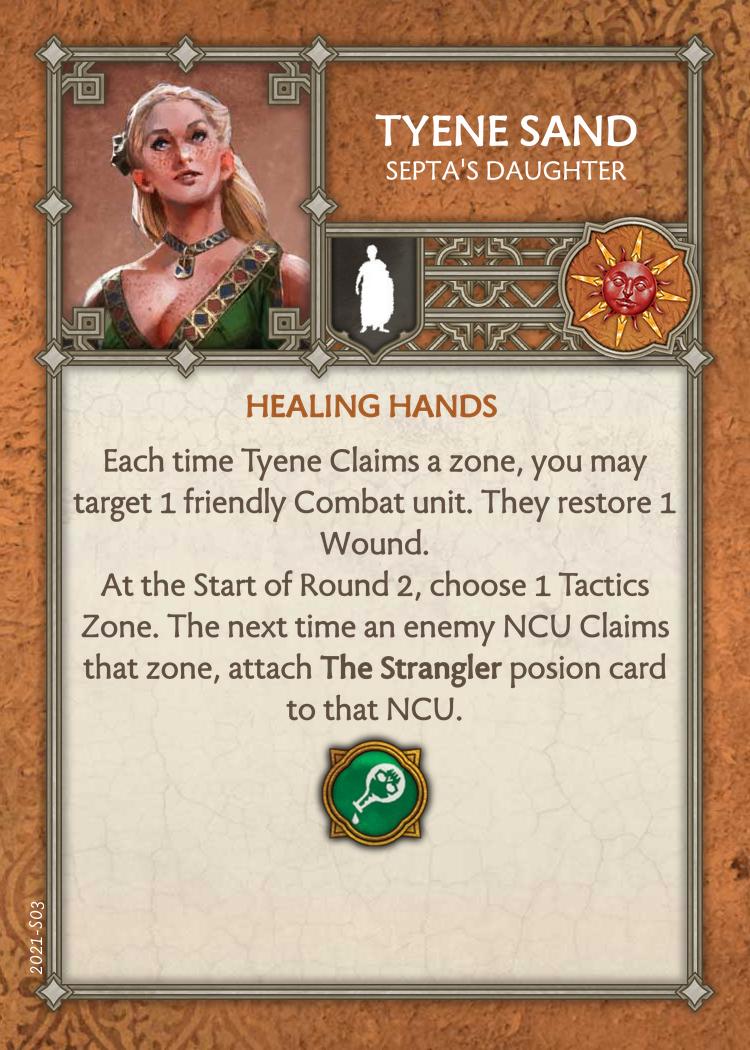 TYENE SAND
SEPTA'S DAUGHTER
HEALING HANDS
Each time Tyene Claims a zone, you may
target 1 friendly Combat unit. They restore 1
Wound.
At the Start of Round 2, choose 1 Tactics
Zone. The next time an enemy NCU Claims
that zone, attach The Strangler posion card
to that NCU.
2021-S03